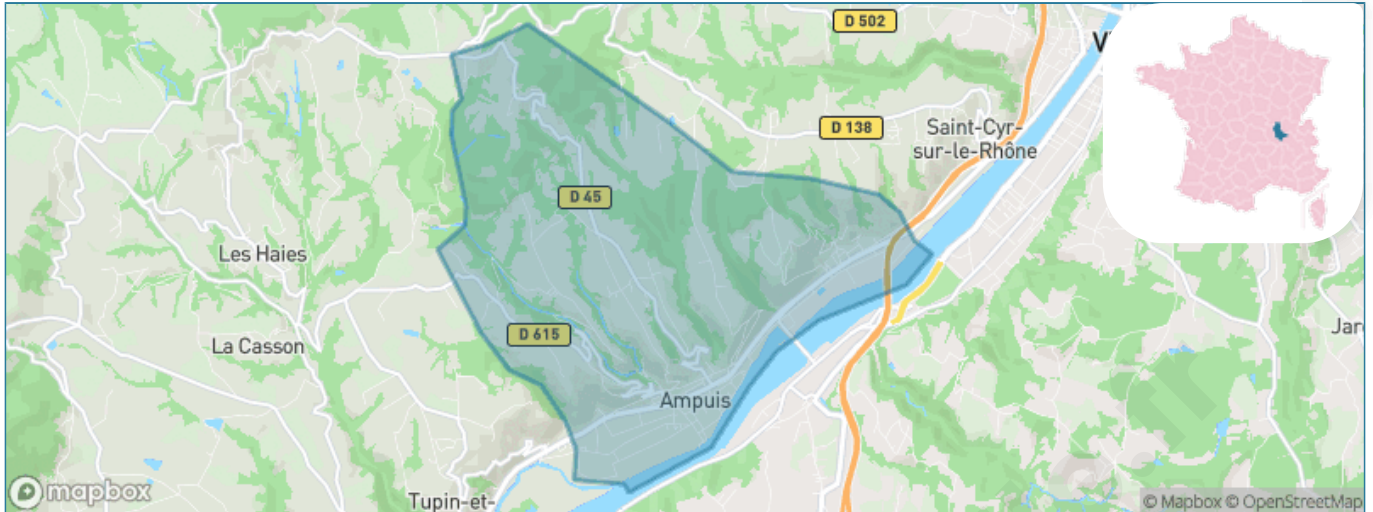 D 502
V
D 138
Saint-Cyr-
sur-le-Rhône
D 45
Les Haies
D 615
La Casson
Jar
Ampuis
mapbox
Tupin-et-
© Mapbox © OpenStreetMap